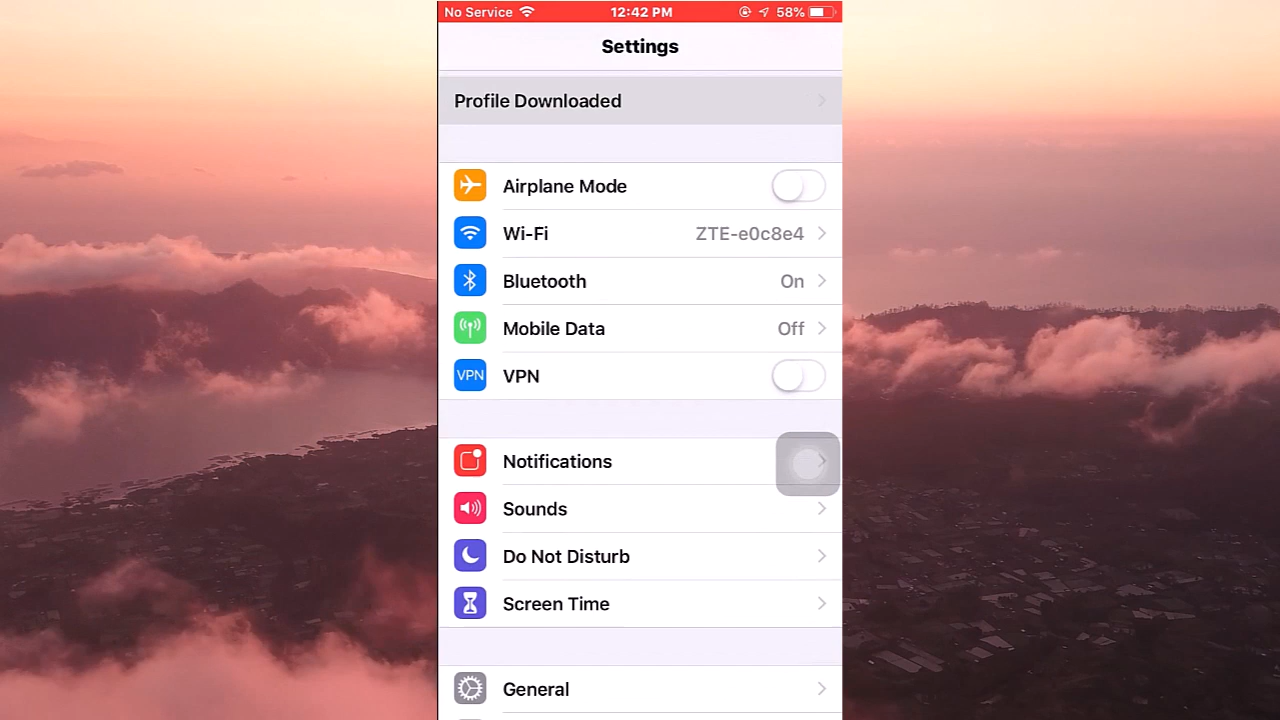 No Service 12:42 PM 58%
Settings
Profile Downloaded
Airplane Mode
Wi-Fi ZTE-e0c8e4
Bluetooth On
Mobile Data Off
VPN VPN
Notifications
Sounds
Do Not Disturb
Screen Time
General